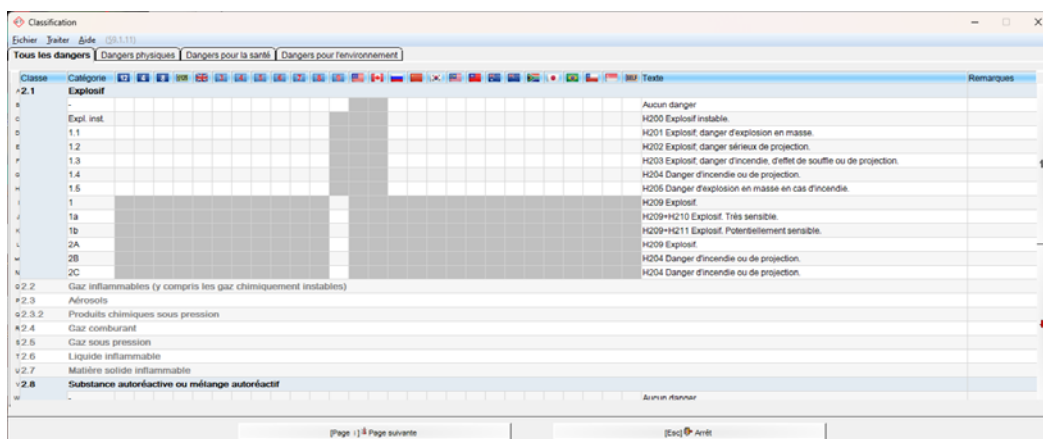 Classification
Fichier Traiter Aide (59.1.11)
Tous les dangers Dangers physiques Dangers pour la santé Dangers pour l'environnement
Classe Catégorie Texte Remarques
2.1 Explosif
- Aucun danger
Expl. inst. H200 Explosif instable.
1.1 H201 Explosif; danger d'explosion en masse.
1.2 H202 Explosif; danger sérieux de projection.
1.3 H203 Explosif; danger d'incendie, d'effet de souffle ou de projection.
1.4 H204 Danger d'incendie ou de projection.
1.5 H205 Danger d'explosion en masse en cas d'incendie.
1 H209 Explosif.
1a H209+H210 Explosif. Très sensible.
1b H209+H211 Explosif. Potentiellement sensible.
2A H209 Explosif.
2B H204 Danger d'incendie ou de projection.
2C H204 Danger d'incendie ou de projection.
2.2 Gaz inflammables (y compris les gaz chimiquement instables)
2.3 Aérosols
2.3.2 Produits chimiques sous pression
2.4 Gaz comburant
2.5 Gaz sous pression
2.6 Liquide inflammable
2.7 Matière solide inflammable
2.8 Substance autoréactive ou mélange autoréactif
- Aucun danger
[Page ↓] Page suivante [Esc] Arrêt